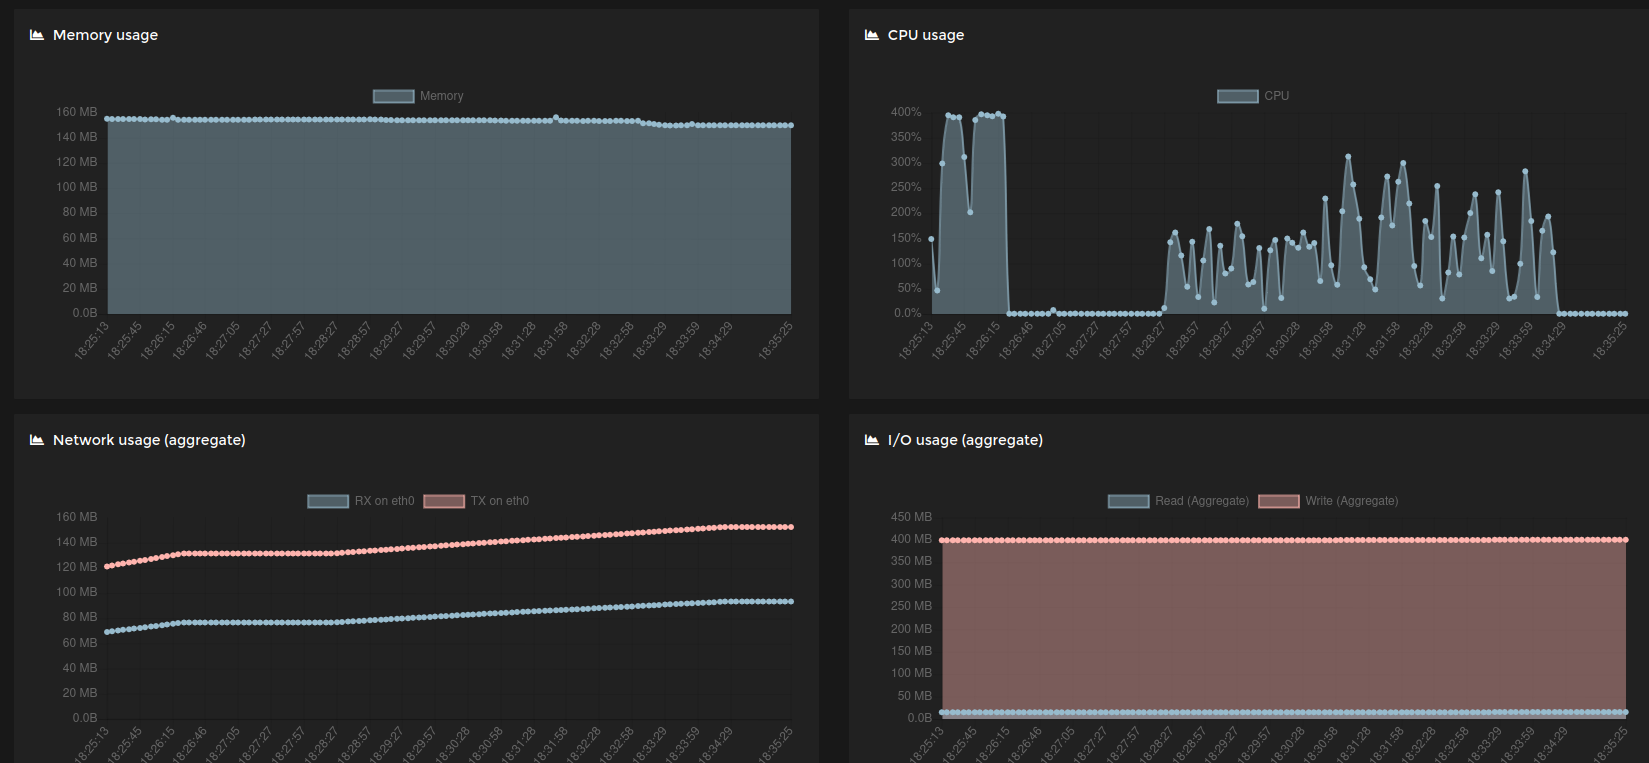 Memory usage
Memory
160 MB
140 MB
120 MB
100 MB
80 MB
60 MB
40 MB
20 MB
0.0B
18:25:13
18:25:45
18:26:15
18:26:46
18:27:05
18:27:27
18:27:57
18:28:27
18:28:57
18:29:27
18:29:57
18:30:28
18:30:58
18:31:28
18:31:58
18:32:28
18:32:58
18:33:29
18:33:59
18:34:29
18:35:25
CPU usage
CPU
400%
350%
300%
250%
200%
150%
100%
50%
0.0%
18:25:13
18:25:45
18:26:15
18:26:46
18:27:05
18:27:27
18:27:57
18:28:27
18:28:57
18:29:27
18:29:57
18:30:28
18:30:58
18:31:28
18:31:58
18:32:28
18:32:58
18:33:29
18:33:59
18:34:29
18:35:25
Network usage (aggregate)
RX on eth0 TX on eth0
160 MB
140 MB
120 MB
100 MB
80 MB
60 MB
40 MB
20 MB
0.0B
18:25:13
18:25:45
18:26:15
18:26:46
18:27:05
18:27:27
18:27:57
18:28:27
18:28:57
18:29:27
18:29:57
18:30:28
18:30:58
18:31:28
18:31:58
18:32:28
18:32:58
18:33:29
18:33:59
18:34:29
18:35:25
I/O usage (aggregate)
Read (Aggregate) Write (Aggregate)
450 MB
400 MB
350 MB
300 MB
250 MB
200 MB
150 MB
100 MB
50 MB
0.0B
18:25:13
18:25:45
18:26:15
18:26:46
18:27:05
18:27:27
18:27:57
18:28:27
18:28:57
18:29:27
18:29:57
18:30:28
18:30:58
18:31:28
18:31:58
18:32:28
18:32:58
18:33:29
18:33:59
18:34:29
18:35:25